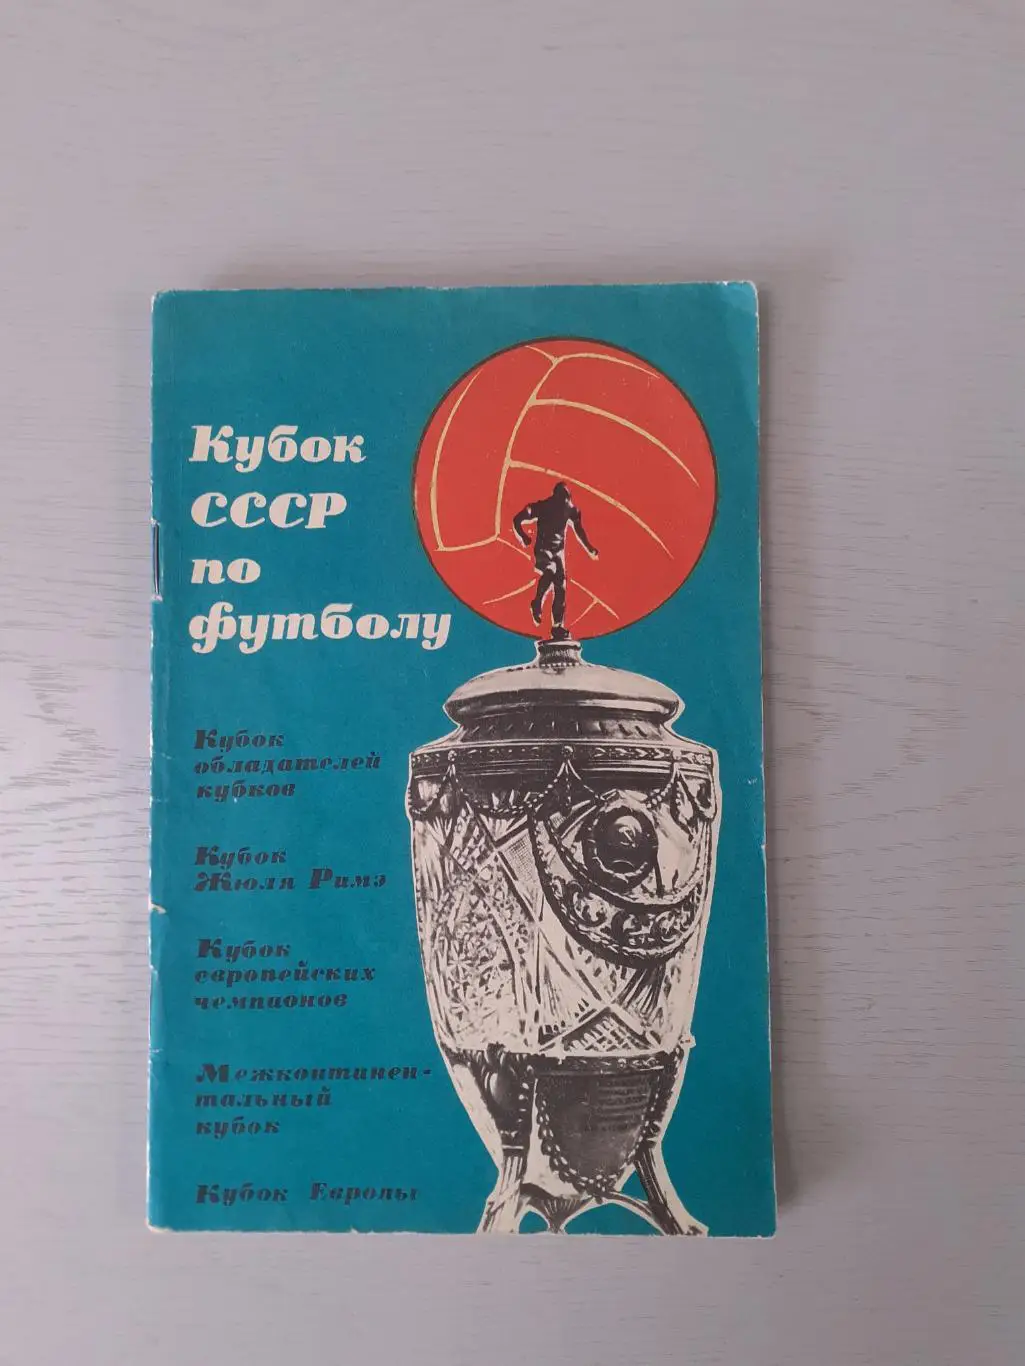 Кубок
СССР
по
футболу
Кубок
обладателей
кубков
Кубок
Жюля Римэ
Кубок
европейских
чемпионов
Межконтинен-
тальный
кубок
Кубок Европы